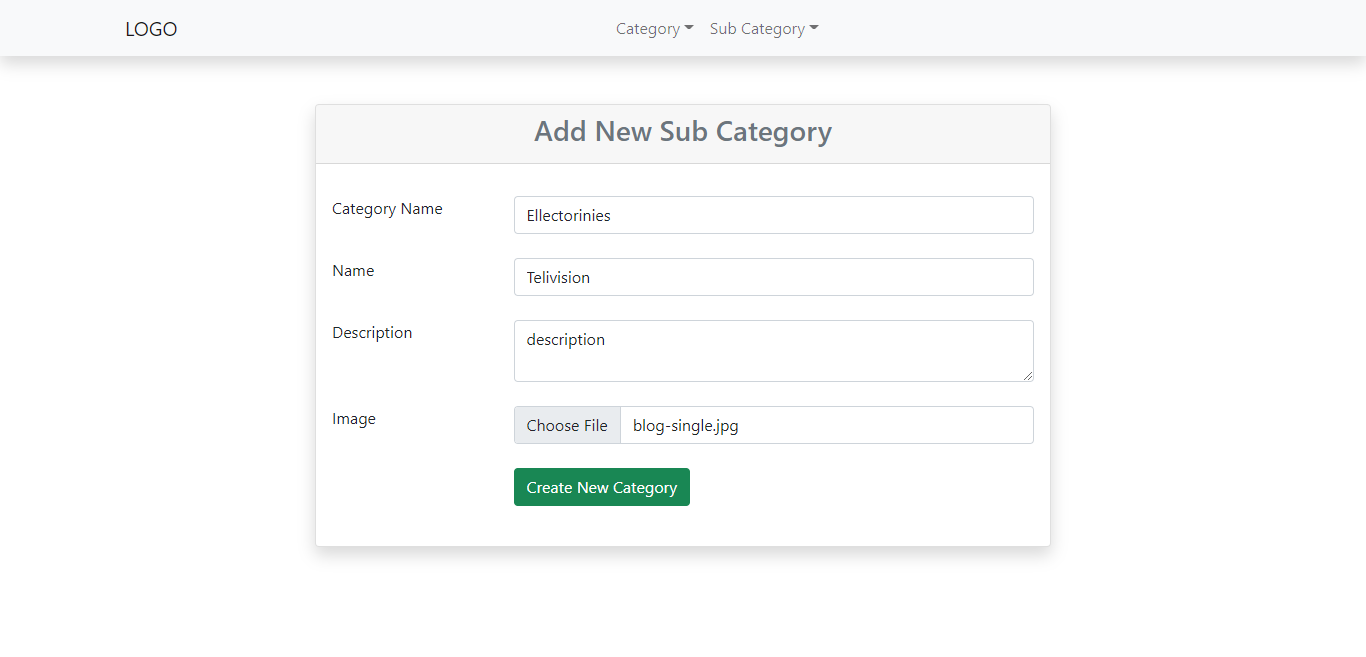 LOGO Category Sub Category
Add New Sub Category
Category Name Ellectorinies
Name Telivision
Description description
Image Choose File blog-single.jpg
Create New Category